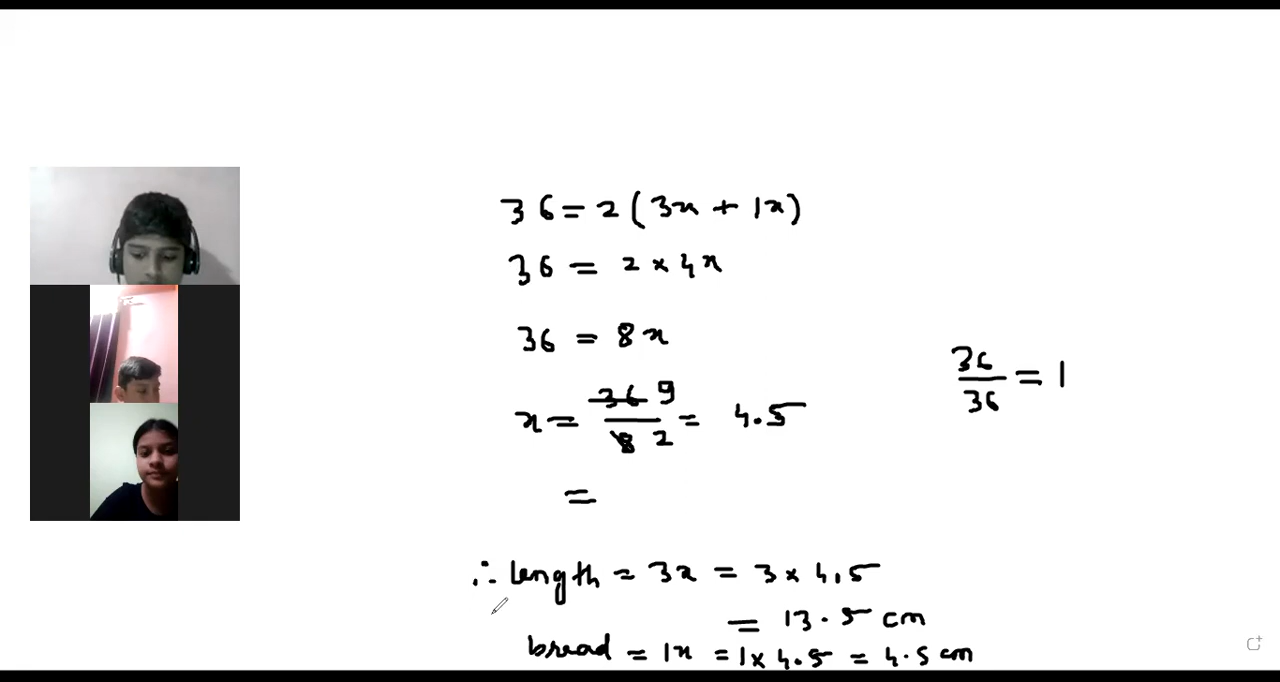 36 = 2 ( 3x + 1x )
36 = 2 × 4x
36 = 8x
36/36 = 1
x = 36 9 / 8 2 = 4.5
=
∴ length = 3x = 3 × 4.5
= 13.5 cm
bread = 1x = 1 × 4.5 = 4.5 cm